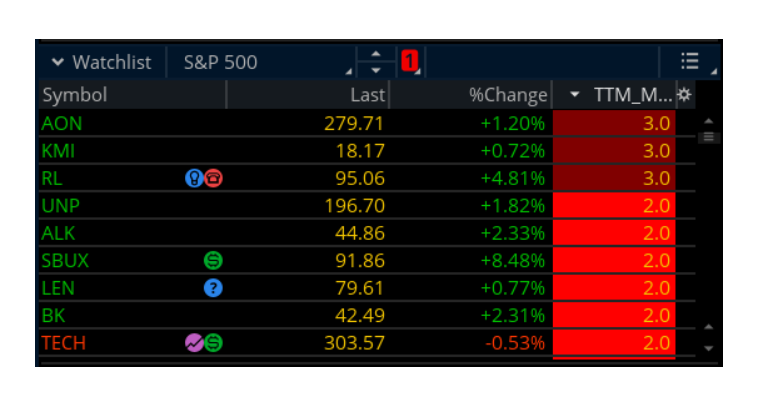 Watchlist S&P 500 1
Symbol Last %Change TTM_M...
AON 279.71 +1.20% 3.0
KMI 18.17 +0.72% 3.0
RL 95.06 +4.81% 3.0
UNP 196.70 +1.82% 2.0
ALK 44.86 +2.33% 2.0
SBUX 91.86 +8.48% 2.0
LEN ? 79.61 +0.77% 2.0
BK 42.49 +2.31% 2.0
TECH 303.57 -0.53% 2.0